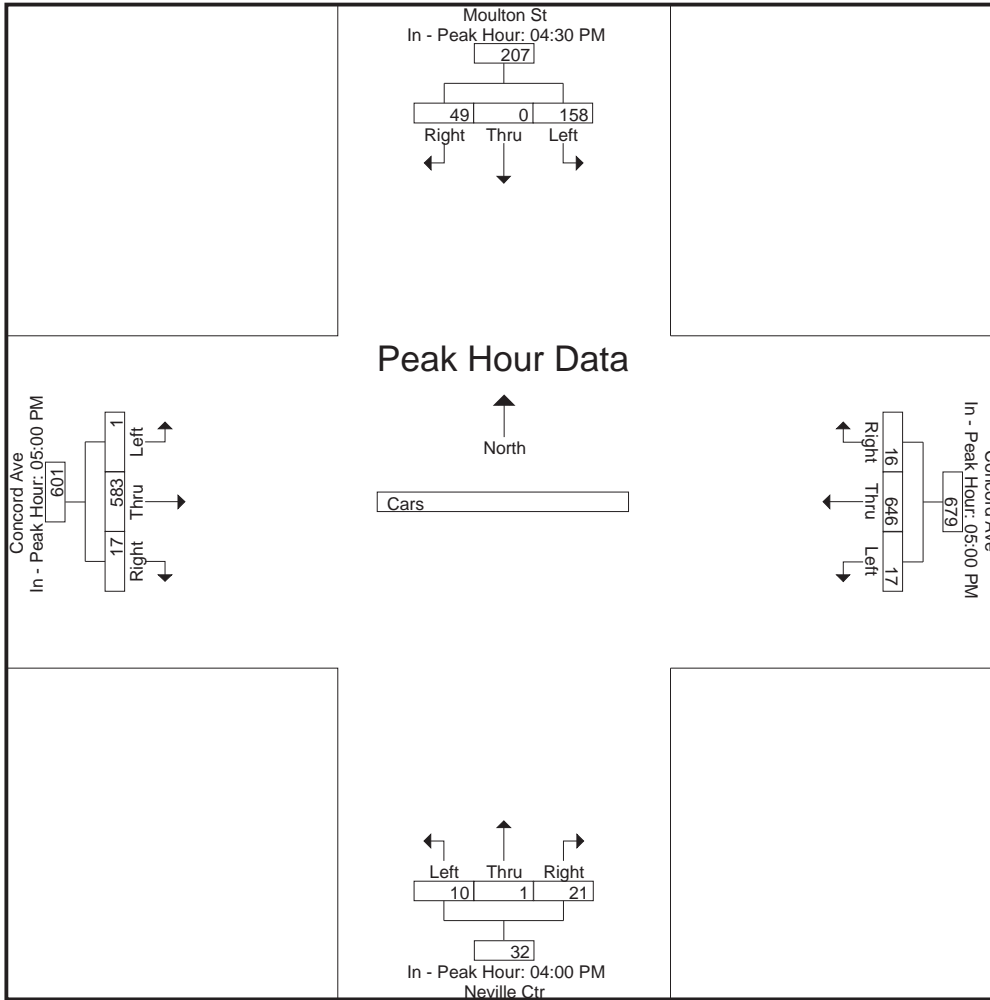 Moulton St
In - Peak Hour: 04:30 PM
207
49 0 158
Right Thru Left
Peak Hour Data
North
Cars
Concord Ave
In - Peak Hour: 05:00 PM
601
1 583 17
Left Thru Right
Concord Ave
In - Peak Hour: 05:00 PM
679
16 646 17
Right Thru Left
Left Thru Right
10 1 21
32
In - Peak Hour: 04:00 PM
Neville Ctr